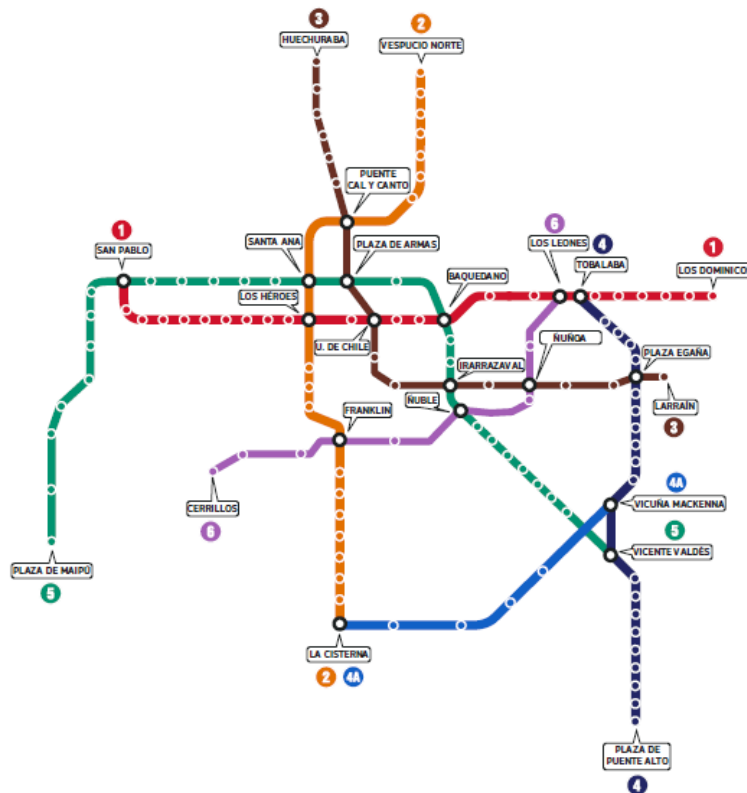 3
HUECHURABA
2
VESPUCIO NORTE
PUENTE
CAL Y CANTO
6
LOS LEONES
4
TOBALABA
1
SAN PABLO
SANTA ANA
PLAZA DE ARMAS
BAQUEDANO
1
LOS DOMINICO
LOS HÉROES
U. DE CHILE
IRARRAZAVAL
ÑUÑOA
PLAZA EGAÑA
ÑUBLE
FRANKLIN
LARRAÍN
3
CERRILLOS
6
4A
VICUÑA MACKENNA
5
VICENTE VALDÉS
PLAZA DE MAIPÚ
5
LA CISTERNA
2 4A
PLAZA DE
PUENTE ALTO
4